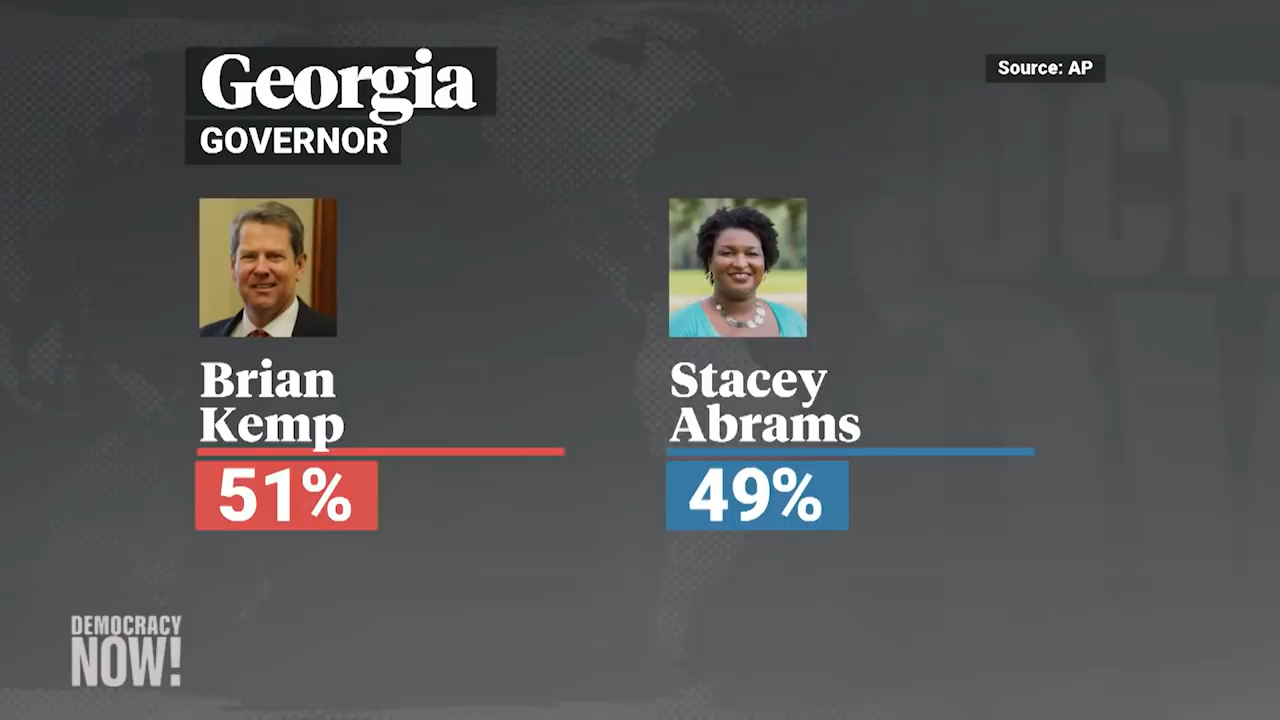 Georgia
GOVERNOR
Source: AP
Brian
Kemp
51%
Stacey
Abrams
49%
DEMOCRACY
NOW!